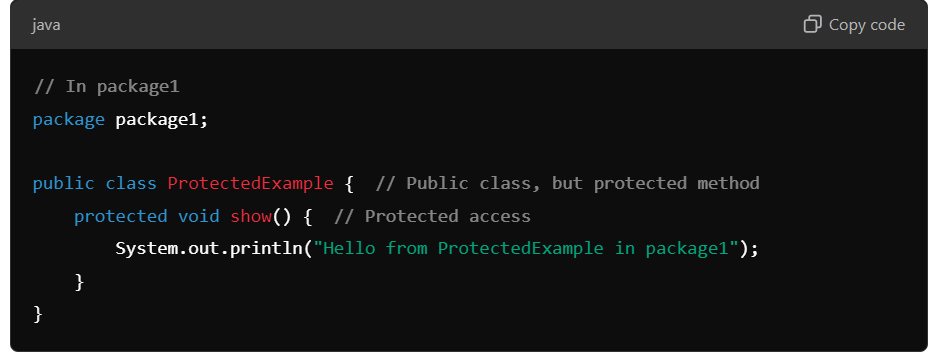 java
Copy code
// In package1
package package1;
public class ProtectedExample {  // Public class, but protected method
    protected void show() {  // Protected access
        System.out.println("Hello from ProtectedExample in package1");
    }
}